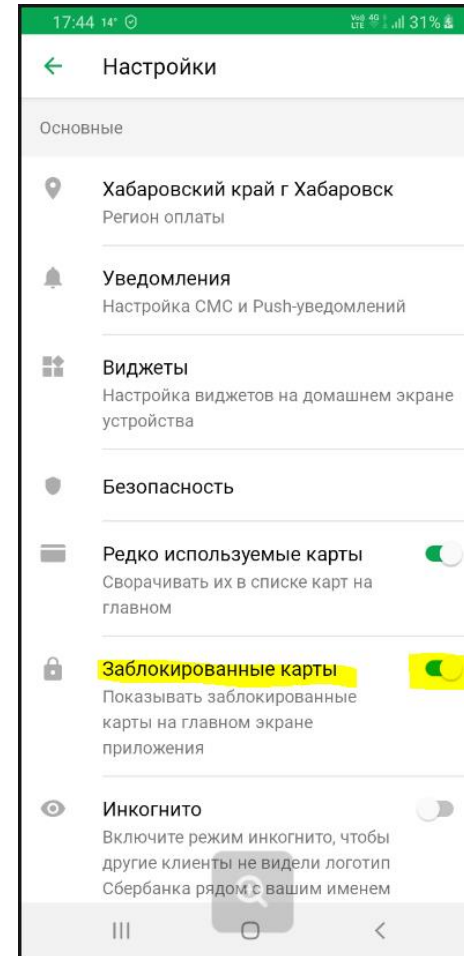 17:44 14° 4G LTE 31%
Настройки
Основные
Хабаровский край г Хабаровск
Регион оплаты
Уведомления
Настройка СМС и Push-уведомлений
Виджеты
Настройка виджетов на домашнем экране
устройства
Безопасность
Редко используемые карты
Сворачивать их в списке карт на
главном
Заблокированные карты
Показывать заблокированные
карты на главном экране
приложения
Инкогнито
Включите режим инкогнито, чтобы
другие клиенты не видели логотип
Сбербанка рядом с вашим именем